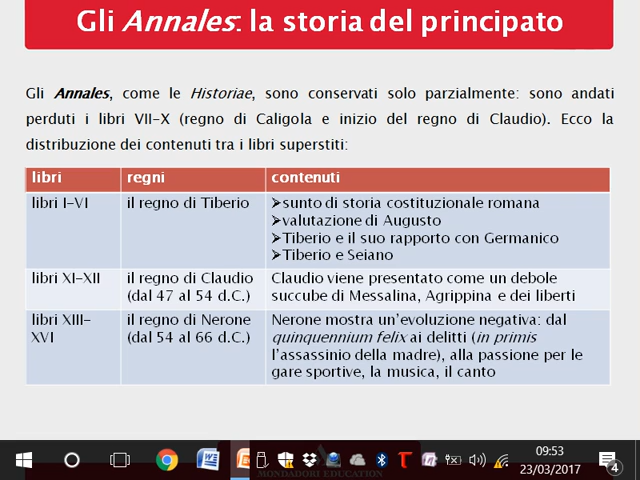 Gli Annales: la storia del principato
Gli Annales, come le Historiae, sono conservati solo parzialmente: sono andati
perduti i libri VII-X (regno di Caligola e inizio del regno di Claudio). Ecco la
distribuzione dei contenuti tra i libri superstiti:
libri regni contenuti
libri I-VI il regno di Tiberio ➢sunto di storia costituzionale romana
➢valutazione di Augusto
➢Tiberio e il suo rapporto con Germanico
➢Tiberio e Seiano
libri XI-XII il regno di Claudio Claudio viene presentato come un debole
(dal 47 al 54 d.C.) succube di Messalina, Agrippina e dei liberti
libri XIII- il regno di Nerone Nerone mostra un'evoluzione negativa: dal
XVI (dal 54 al 66 d.C.) quinquennium felix ai delitti (in primis
l'assassinio della madre), alla passione per le
gare sportive, la musica, il canto
MONDADORI EDUCATION
09:53
23/03/2017
4